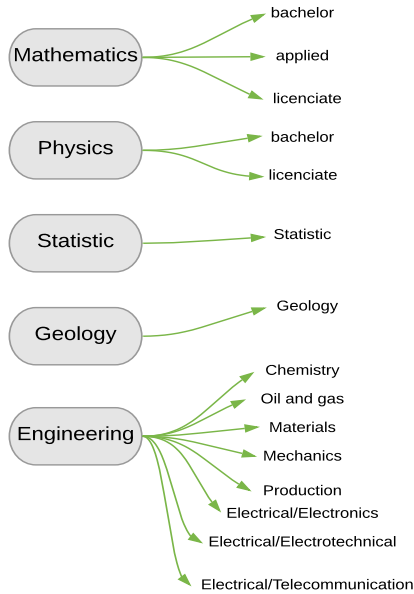 Mathematics
bachelor
applied
licenciate
Physics
bachelor
licenciate
Statistic
Statistic
Geology
Geology
Engineering
Chemistry
Oil and gas
Materials
Mechanics
Production
Electrical/Electronics
Electrical/Electrotechnical
Electrical/Telecommunication